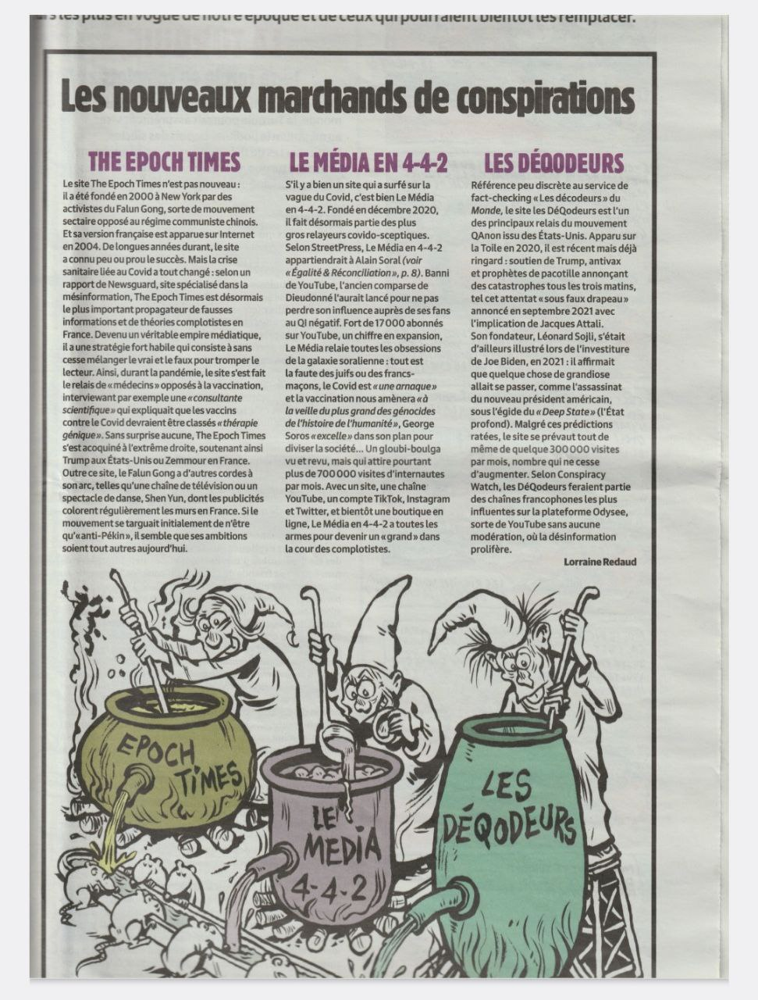 rs les plus en vogue de notre époque et de ceux qui pourraient bientôt les remplacer.
Les nouveaux marchands de conspirations
THE EPOCH TIMES
Le site The Epoch Times n'est pas nouveau :
il a été fondé en 2000 à New York par des
activistes du Falun Gong, sorte de mouvement
sectaire opposé au régime communiste chinois.
Et sa version française est apparue sur Internet
en 2004. De longues années durant, le site
a connu peu ou prou le succès. Mais la crise
sanitaire liée au Covid a tout changé : selon un
rapport de Newsguard, site spécialisé dans la
mésinformation, The Epoch Times est désormais
le plus important propagateur de fausses
informations et de théories complotistes en
France. Devenu un véritable empire médiatique,
il a une stratégie fort habile qui consiste à sans
cesse mélanger le vrai et le faux pour tromper le
lecteur. Ainsi, durant la pandémie, le site s'est fait
le relais de « médecins » opposés à la vaccination,
interviewant par exemple une « consultante
scientifique » qui expliquait que les vaccins
contre le Covid devraient être classés « thérapie
génique ». Sans surprise aucune, The Epoch Times
s'est acoquiné à l'extrême droite, soutenant ainsi
Trump aux États-Unis ou Zemmour en France.
Outre ce site, le Falun Gong a d'autres cordes à
son arc, telles qu'une chaîne de télévision ou un
spectacle de danse, Shen Yun, dont les publicités
colorent régulièrement les murs en France. Si le
mouvement se targuait initialement de n'être
qu'« anti-Pékin », il semble que ses ambitions
soient tout autres aujourd'hui.
LE MÉDIA EN 4-4-2
S'il y a bien un site qui a surfé sur la
vague du Covid, c'est bien Le Média
en 4-4-2. Fondé en décembre 2020,
il fait désormais partie des plus
gros relayeurs covido-sceptiques.
Selon StreetPress, Le Média en 4-4-2
appartiendrait à Alain Soral (voir
« Égalité & Réconciliation », p. 8). Banni
de YouTube, l'ancien comparse de
Dieudonné l'aurait lancé pour ne pas
perdre son influence auprès de ses fans
au QI négatif. Fort de 17 000 abonnés
sur YouTube, un chiffre en expansion,
Le Média relaie toutes les obsessions
de la galaxie soralienne : tout est
la faute des juifs ou des francs-
maçons, le Covid est « une arnaque »
et la vaccination nous amènera « à
la veille du plus grand des génocides
de l'histoire de l'humanité », George
Soros « excelle » dans son plan pour
diviser la société... Un gloubi-boulga
vu et revu, mais qui attire pourtant
plus de 700 000 visites d'internautes
par mois. Avec un site, une chaîne
YouTube, un compte TikTok, Instagram
et Twitter, et bientôt une boutique en
ligne, Le Média en 4-4-2 a toutes les
armes pour devenir un « grand » dans
la cour des complotistes.
LES DÉQODEURS
Référence peu discrète au service de
fact-checking « Les décodeurs » du
Monde, le site les DéQodeurs est l'un
des principaux relais du mouvement
QAnon issu des États-Unis. Apparu sur
la Toile en 2020, il est récent mais déjà
ringard : soutien de Trump, antivax
et prophètes de pacotille annonçant
des catastrophes tous les trois matins,
tel cet attentat « sous faux drapeau »
annoncé en septembre 2021 avec
l'implication de Jacques Attali.
Son fondateur, Léonard Sojli, s'était
d'ailleurs illustré lors de l'investiture
de Joe Biden, en 2021 : il affirmait
que quelque chose de grandiose
allait se passer, comme l'assassinat
du nouveau président américain,
sous l'égide du « Deep State » (l'État
profond). Malgré ces prédictions
ratées, le site se prévaut tout de
même de quelque 300 000 visites
par mois, nombre qui ne cesse
d'augmenter. Selon Conspiracy
Watch, les DéQodeurs feraient partie
des chaînes francophones les plus
influentes sur la plateforme Odysee,
sorte de YouTube sans aucune
modération, où la désinformation
prolifère.
Lorraine Redaud
EPOCH
TIMES
LE
MEDIA
4-4-2
LES
DÉQODEURS